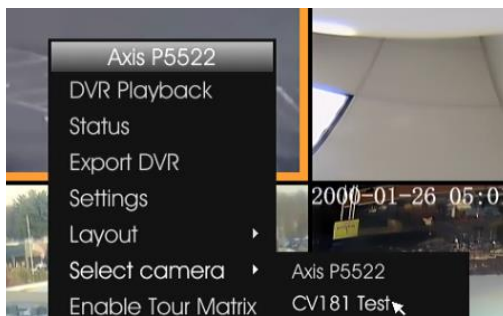 Axis P5522
DVR Playback
Status
Export DVR
Settings
2000-01-26 05:0
Layout
Select camera
Axis P5522
Enable Tour Matrix
CV181 Test